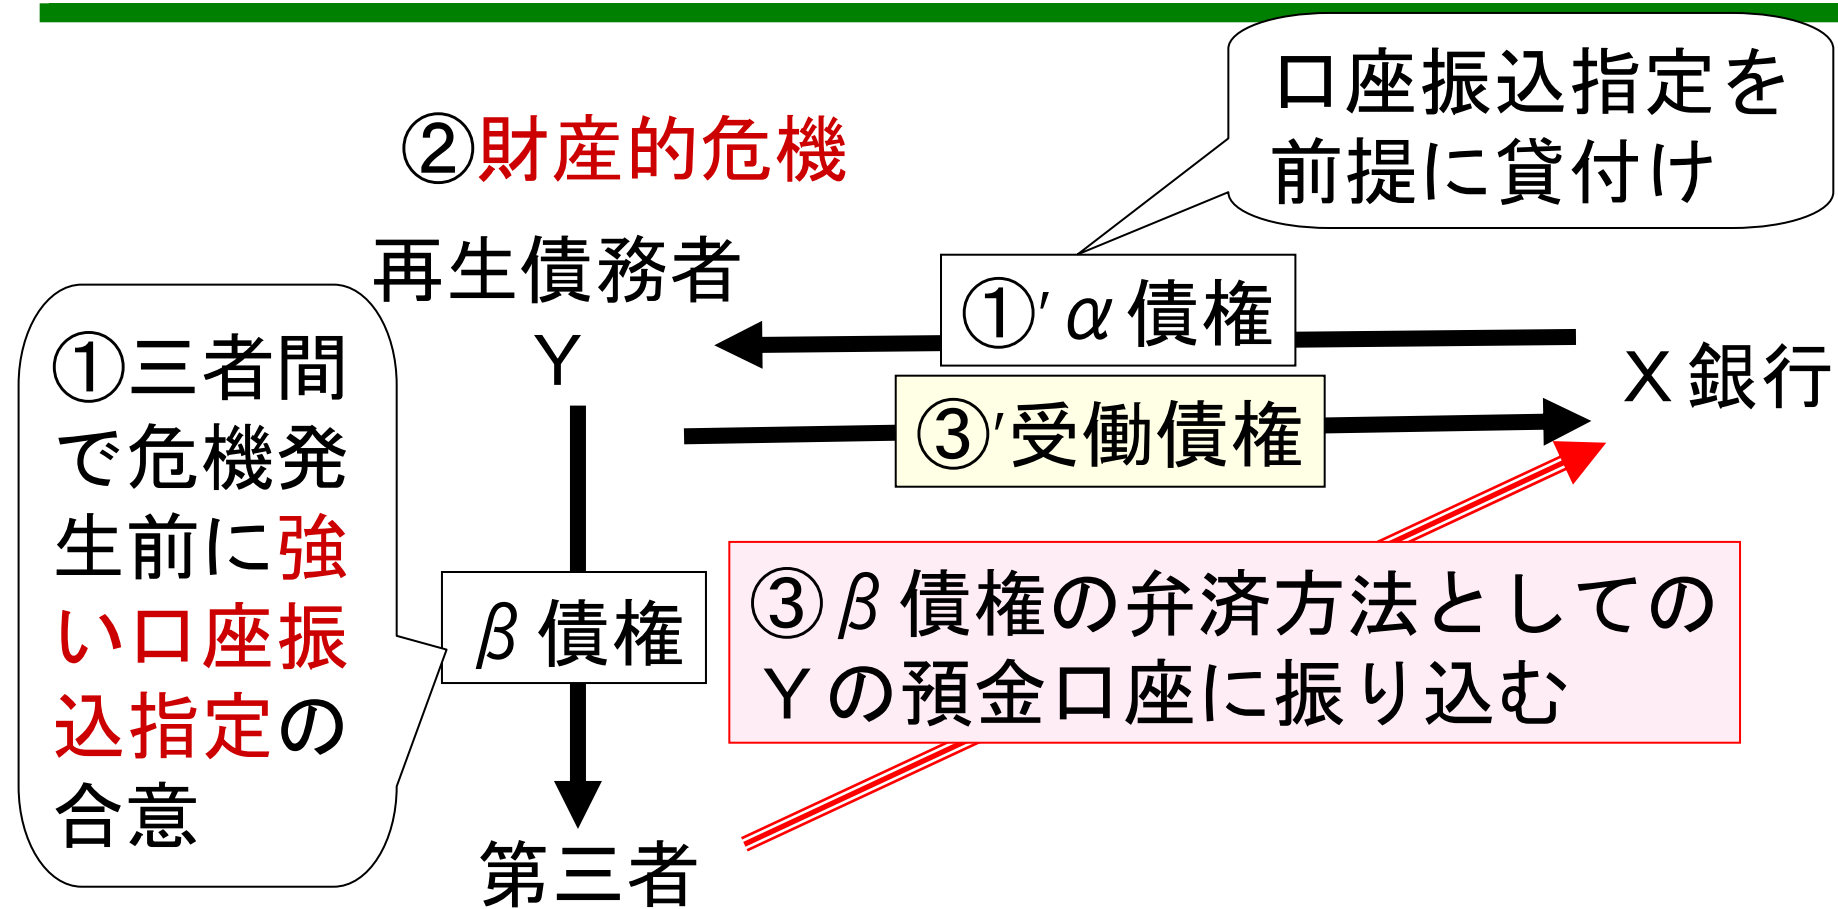 口座振込指定を
前提に貸付け
②財産的危機
再生債務者
Y
①′α債権
X銀行
③′受働債権
①三者間
で危機発
生前に強
い口座振
込指定の
合意
β債権
③β債権の弁済方法としての
Yの預金口座に振り込む
第三者